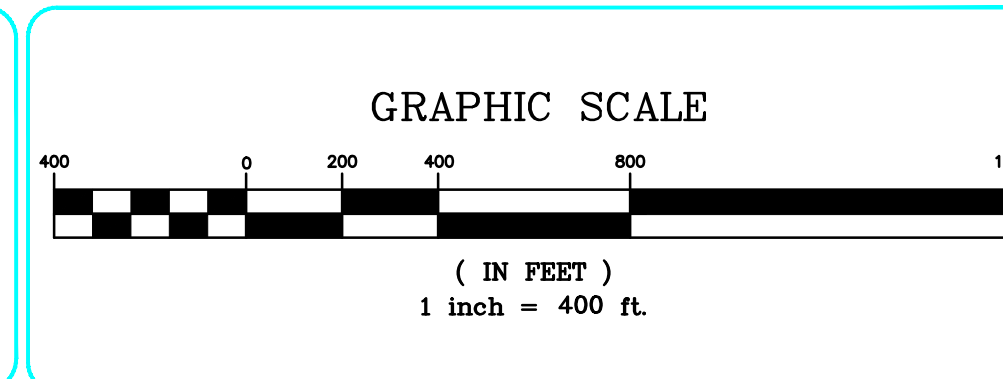 GRAPHIC SCALE
400 0 200 400 800
( IN FEET )
1 inch = 400 ft.